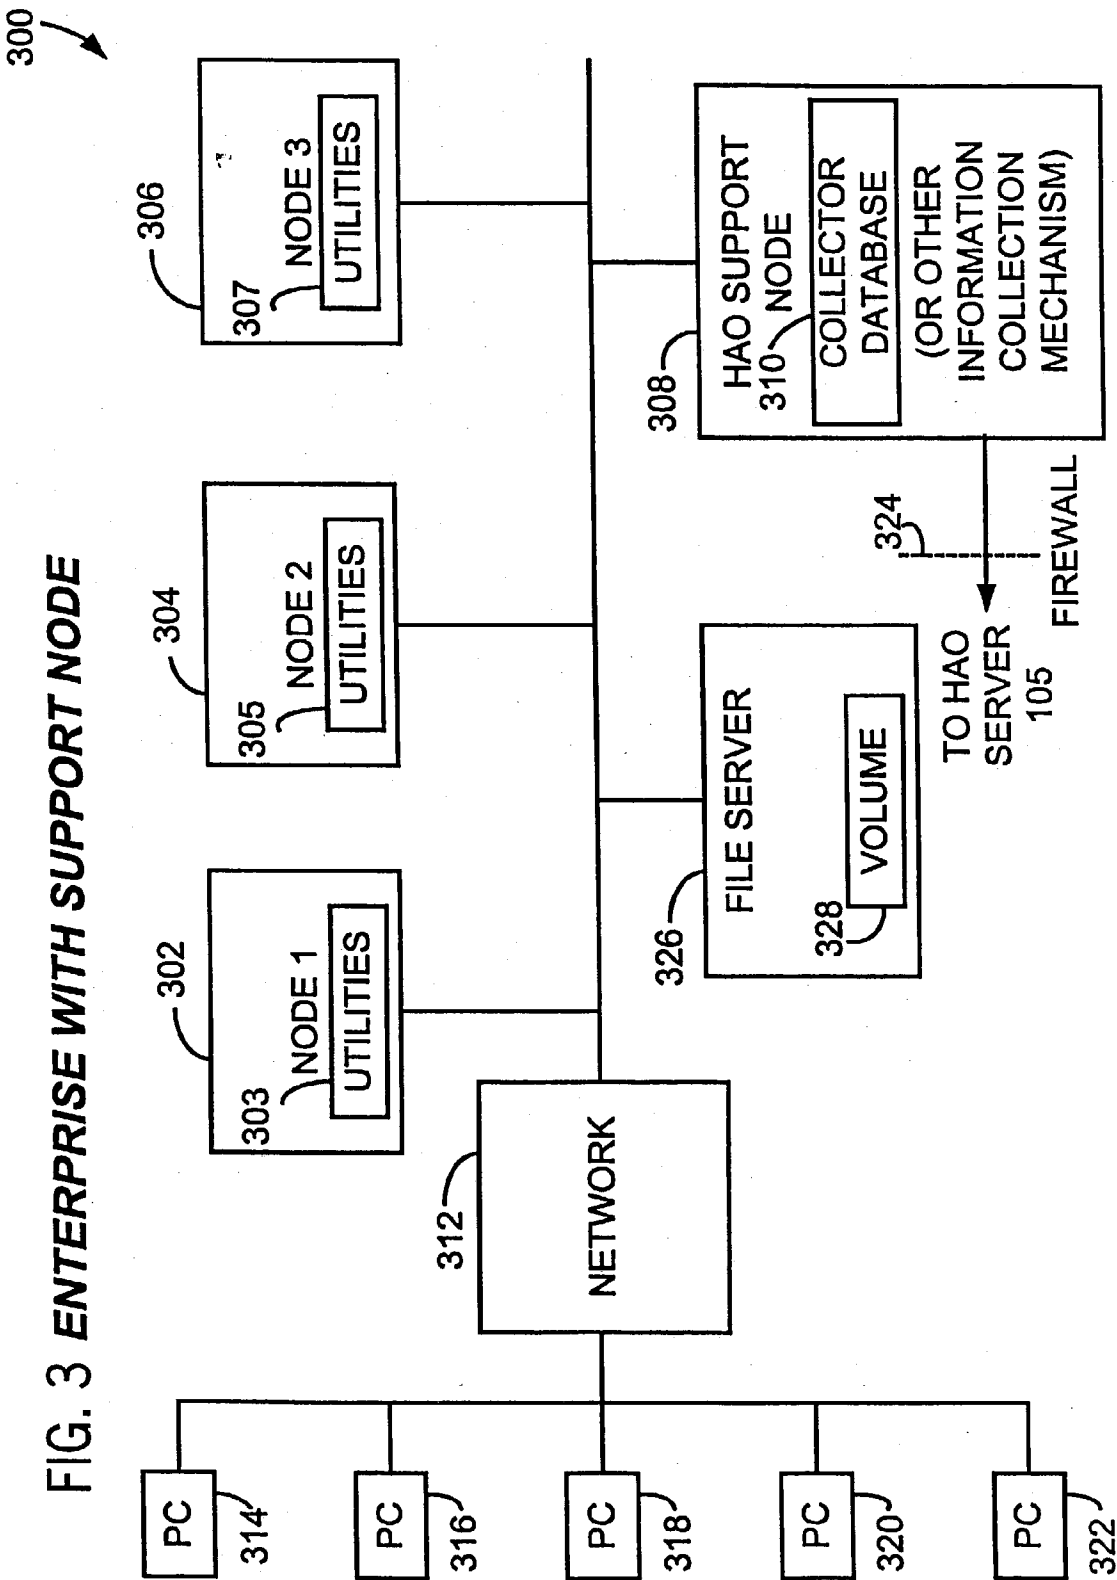 FIG. 3 ENTERPRISE WITH SUPPORT NODE
300
302
NODE 1
303
UTILITIES
304
NODE 2
305
UTILITIES
306
NODE 3
307
UTILITIES
PC
314
PC
316
PC
318
PC
320
PC
322
312
NETWORK
326
FILE SERVER
328
VOLUME
308
HAO SUPPORT
NODE
310
COLLECTOR
DATABASE
(OR OTHER
INFORMATION
COLLECTION
MECHANISM)
324
FIREWALL
TO HAO
SERVER
105